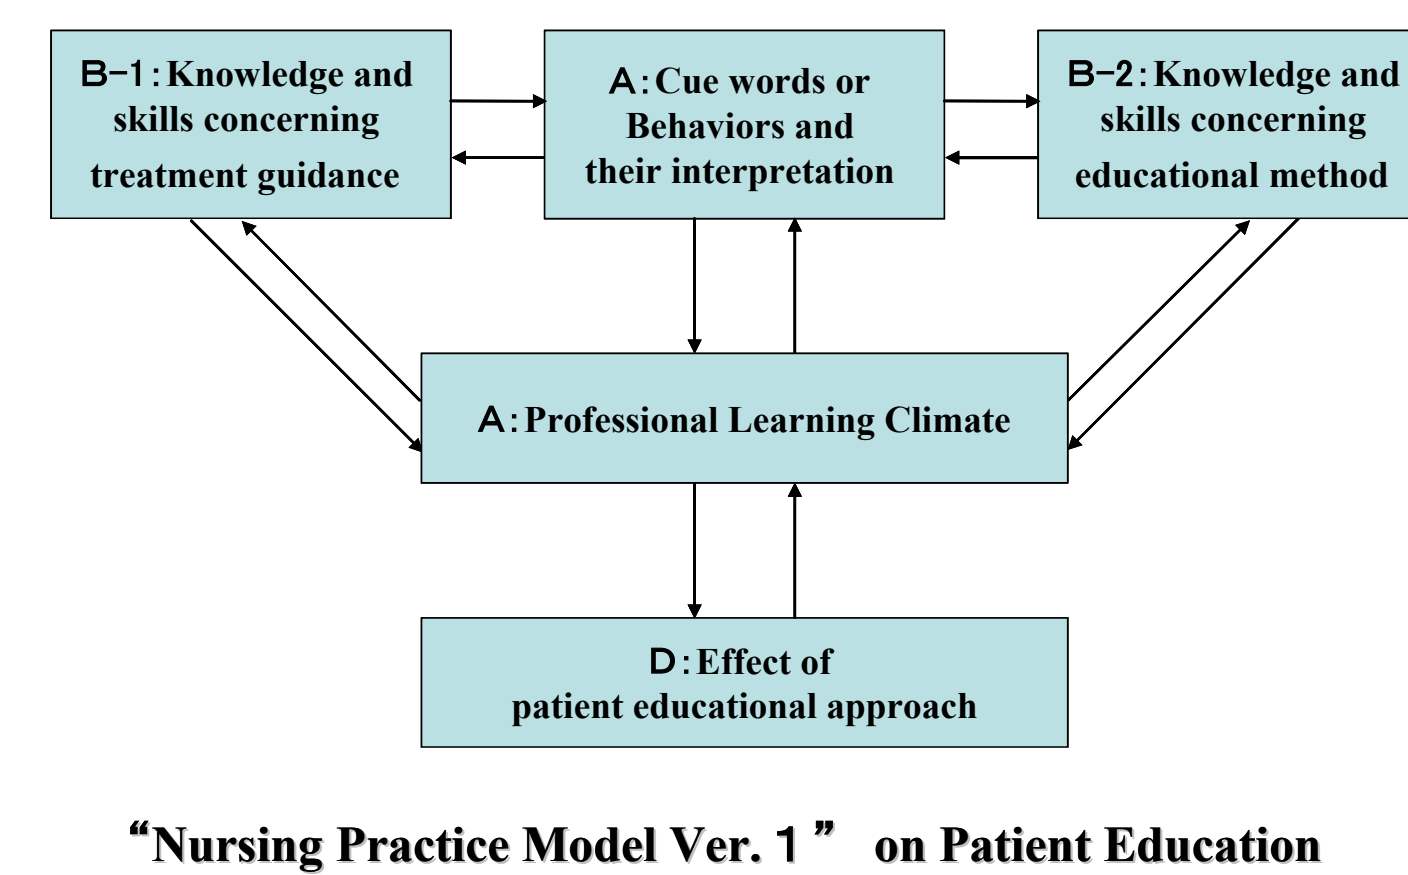 B-1:Knowledge and
skills concerning
treatment guidance
A:Cue words or
Behaviors and
their interpretation
B-2:Knowledge and
skills concerning
educational method
A:Professional Learning Climate
D:Effect of
patient educational approach
“Nursing Practice Model Ver.１” on Patient Education